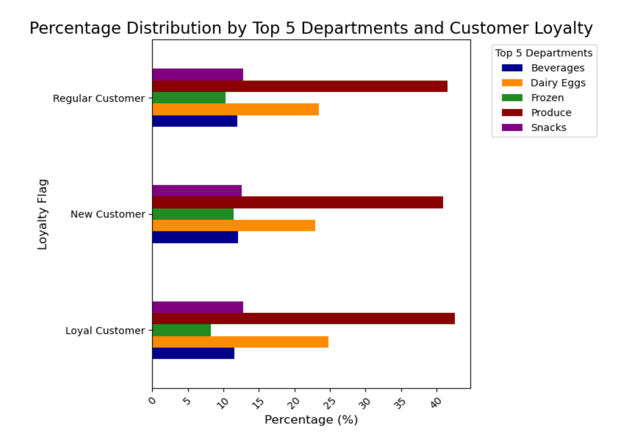 Percentage Distribution by Top 5 Departments and Customer Loyalty
Top 5 Departments
Beverages
Dairy Eggs
Frozen
Produce
Snacks
Loyalty Flag
Regular Customer
New Customer
Loyal Customer
0 5 10 15 20 25 30 35 40
Percentage (%)